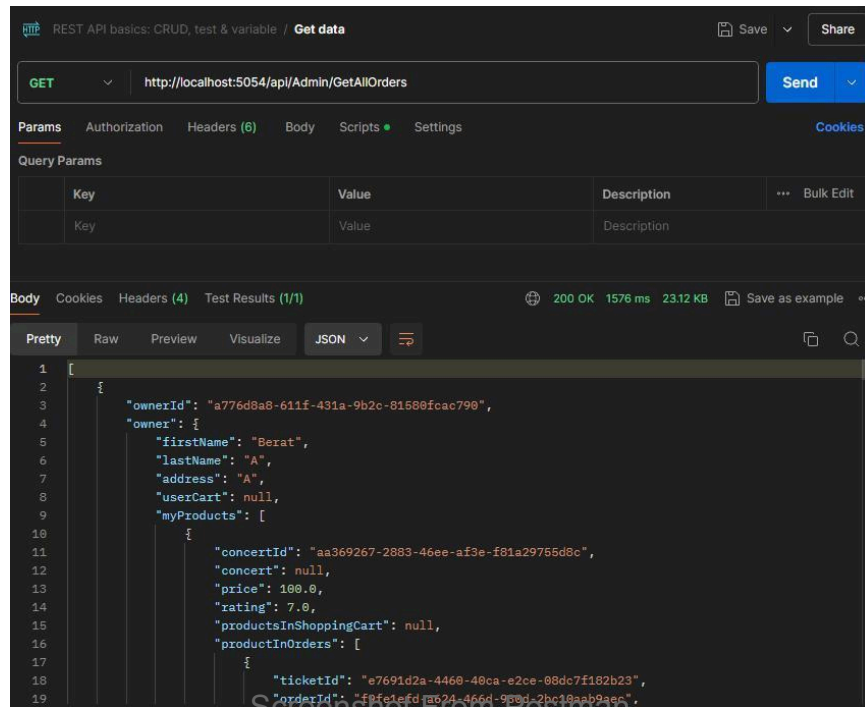 HTTP REST API basics: CRUD, test & variable / Get data Save Share
GET http://localhost:5054/api/Admin/GetAllOrders Send
Params Authorization Headers (6) Body Scripts Settings Cookies
Query Params
Key Value Description ··· Bulk Edit
Key Value Description
Body Cookies Headers (4) Test Results (1/1) 200 OK 1576 ms 23.12 KB Save as example
Pretty Raw Preview Visualize JSON
1 [
2 {
3 "ownerId": "a776d8a8-611f-431a-9b2c-81580fcac790",
4 "owner": {
5 "firstName": "Berat",
6 "lastName": "A",
7 "address": "A",
8 "userCart": null,
9 "myProducts": [
10 {
11 "concertId": "aa369267-2883-46ee-af3e-f81a29755d8c",
12 "concert": null,
13 "price": 100.0,
14 "rating": 7.0,
15 "productsInShoppingCart": null,
16 "productInOrders": [
17 {
18 "ticketId": "e7691d2a-4460-40ca-e2ce-08dc7f182b23",
19 "orderId":
Screenshot From Postman